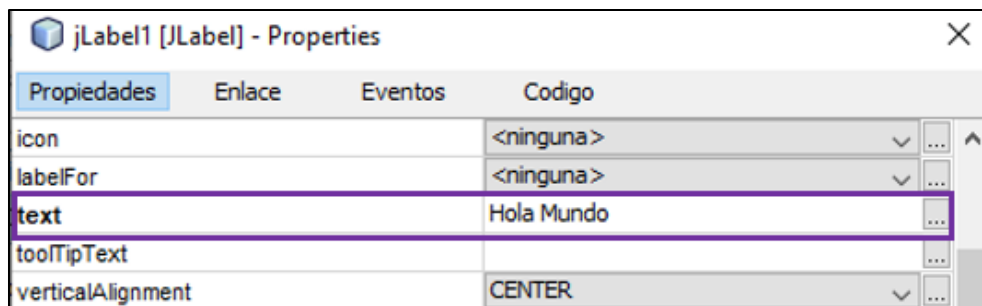 jLabel1 [JLabel] - Properties
Propiedades Enlace Eventos Codigo
icon <ninguna> ...
labelFor <ninguna> ...
text Hola Mundo ...
toolTipText ...
verticalAlignment CENTER ...